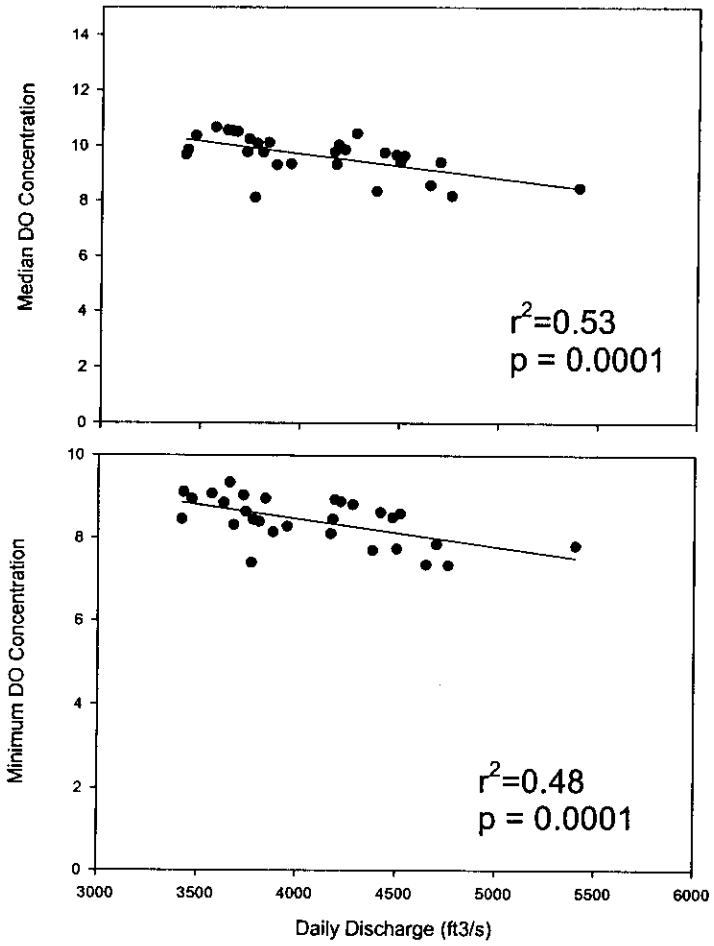 14
12
10
8
6
4
2
0
Median DO Concentration
r²=0.53
p = 0.0001
10
8
6
4
2
0
Minimum DO Concentration
r²=0.48
p = 0.0001
3000 3500 4000 4500 5000 5500 6000
Daily Discharge (ft3/s)